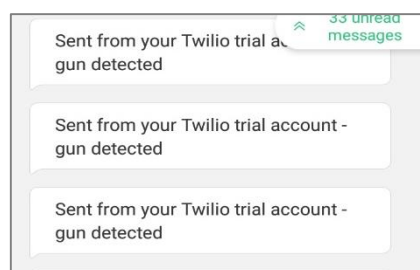 33 unread
messages
Sent from your Twilio trial
gun detected
Sent from your Twilio trial account -
gun detected
Sent from your Twilio trial account -
gun detected